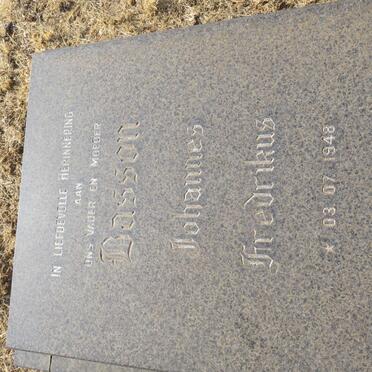 IN LIEFDEVOLLE HERINNERING
AAN
ONS VADER EN MOEDER
Basson
Johannes
Fredrikus
* 03 07 1948